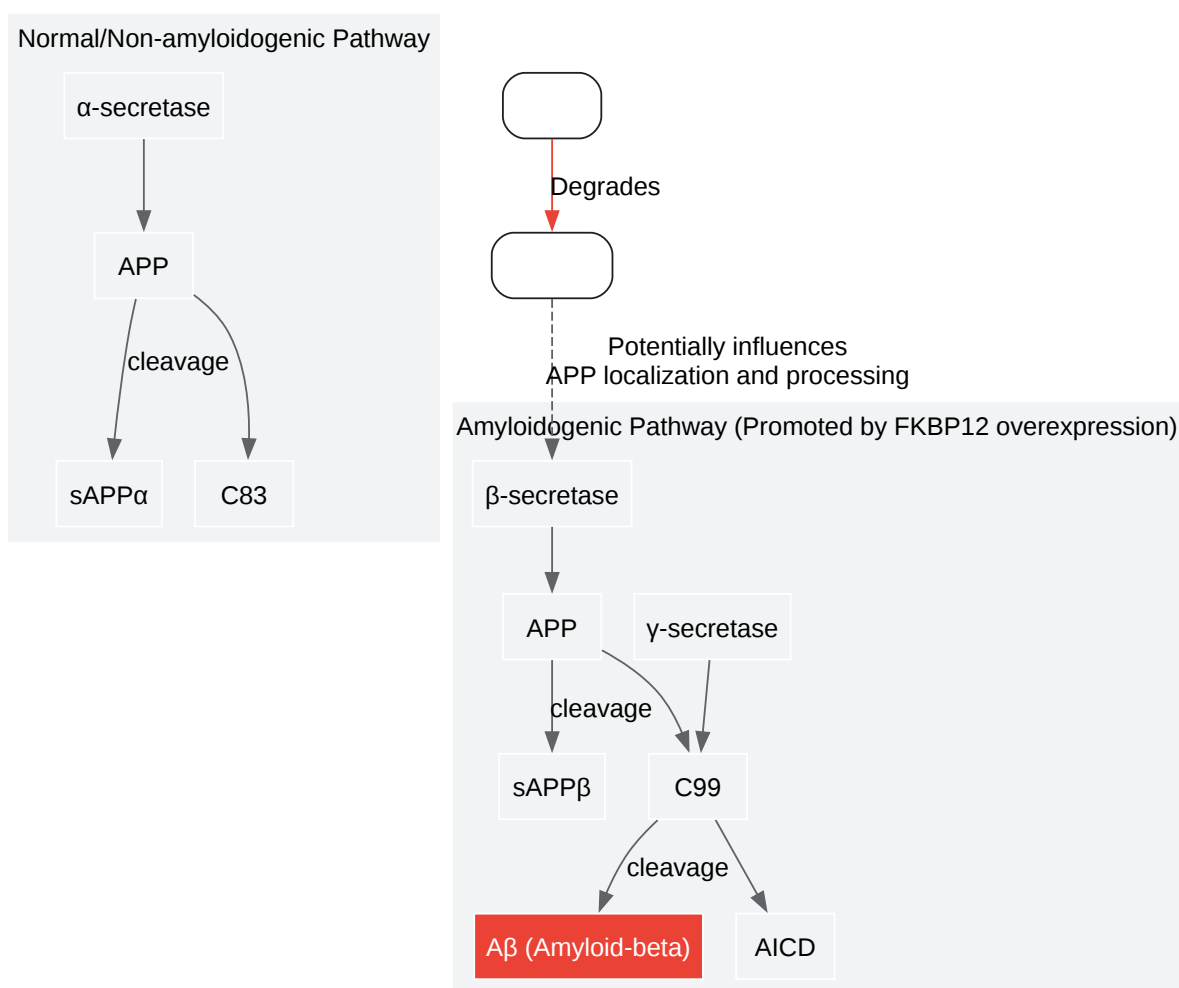 Normal/Non-amyloidogenic Pathway
α-secretase
APP
cleavage
sAPPα
C83
Degrades
Potentially influences
APP localization and processing
Amyloidogenic Pathway (Promoted by FKBP12 overexpression)
β-secretase
APP
γ-secretase
cleavage
sAPPβ
C99
cleavage
Aβ (Amyloid-beta)
AICD